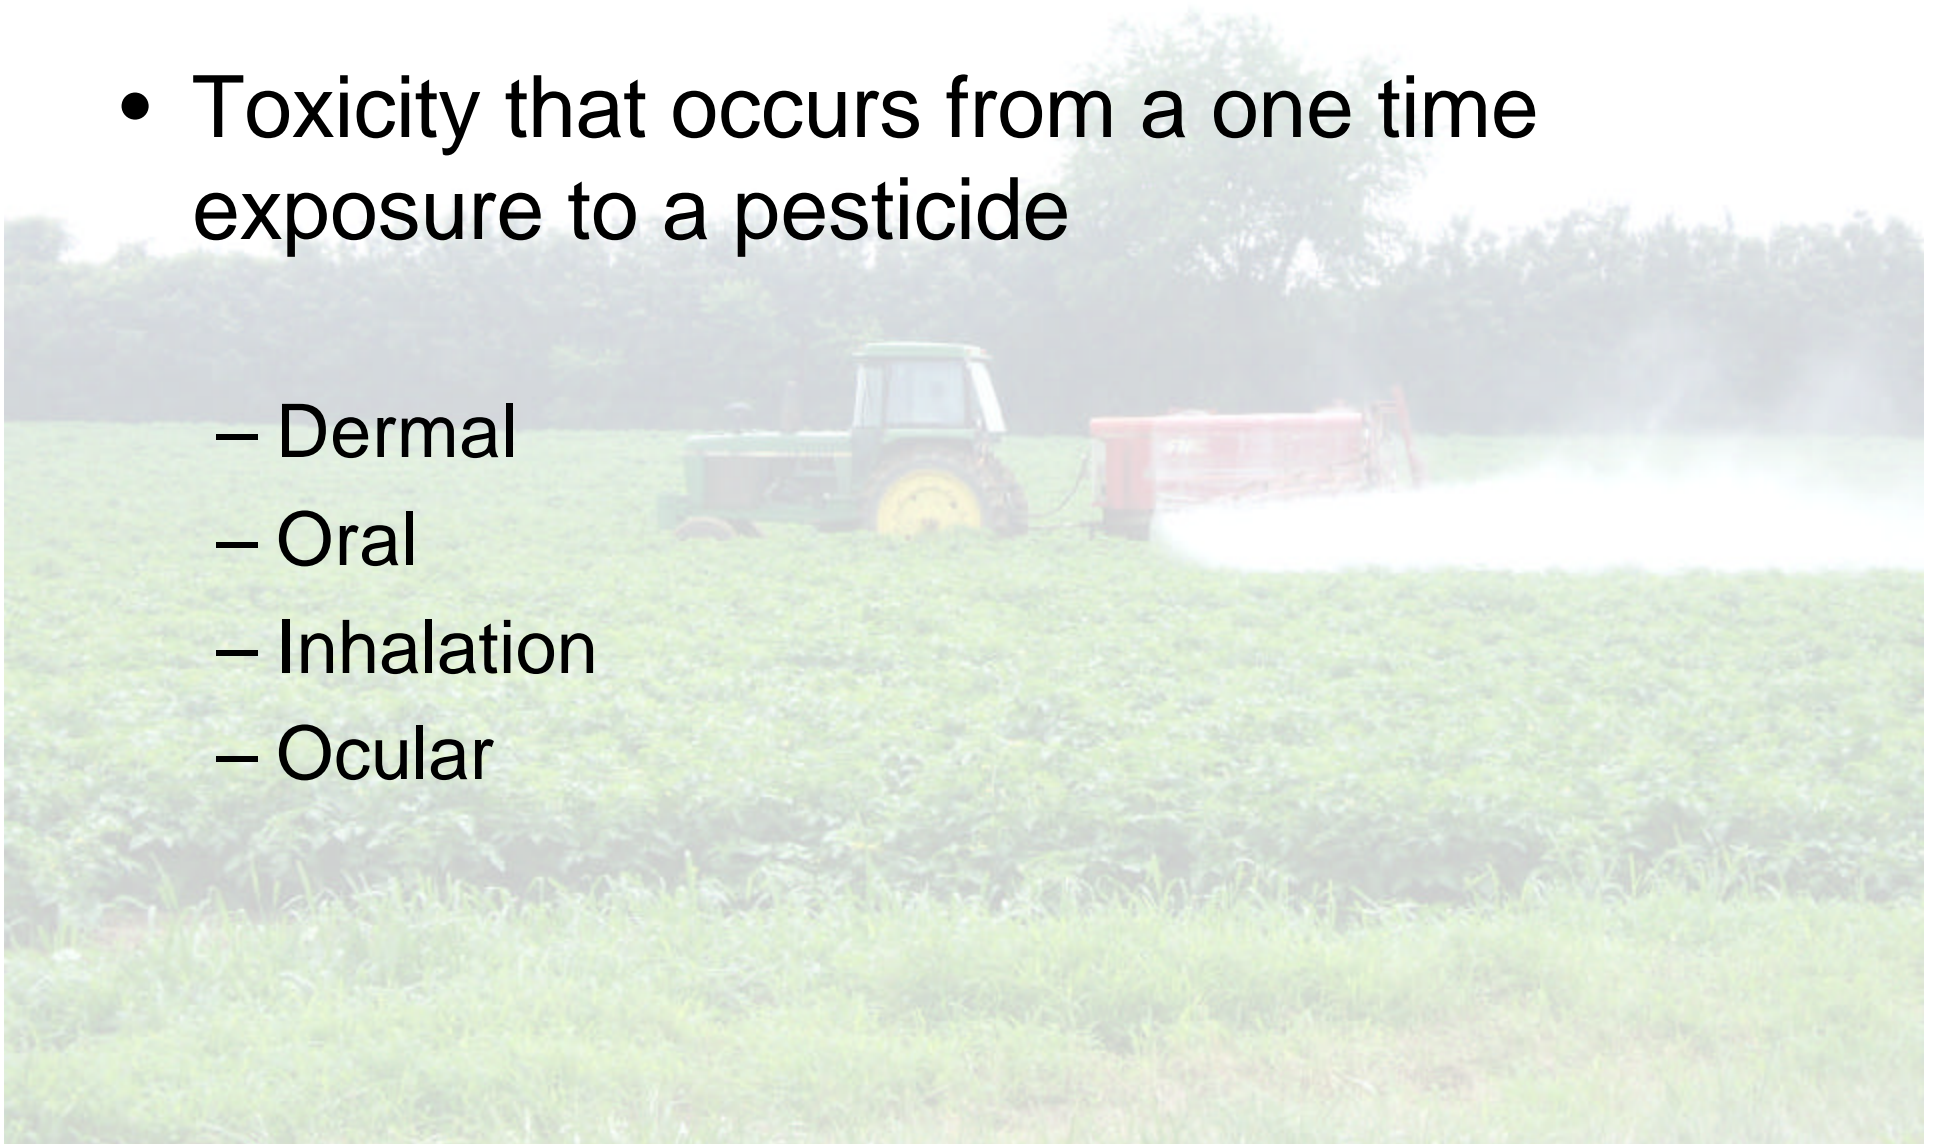 • Toxicity that occurs from a one time
exposure to a pesticide
– Dermal
– Oral
– Inhalation
– Ocular